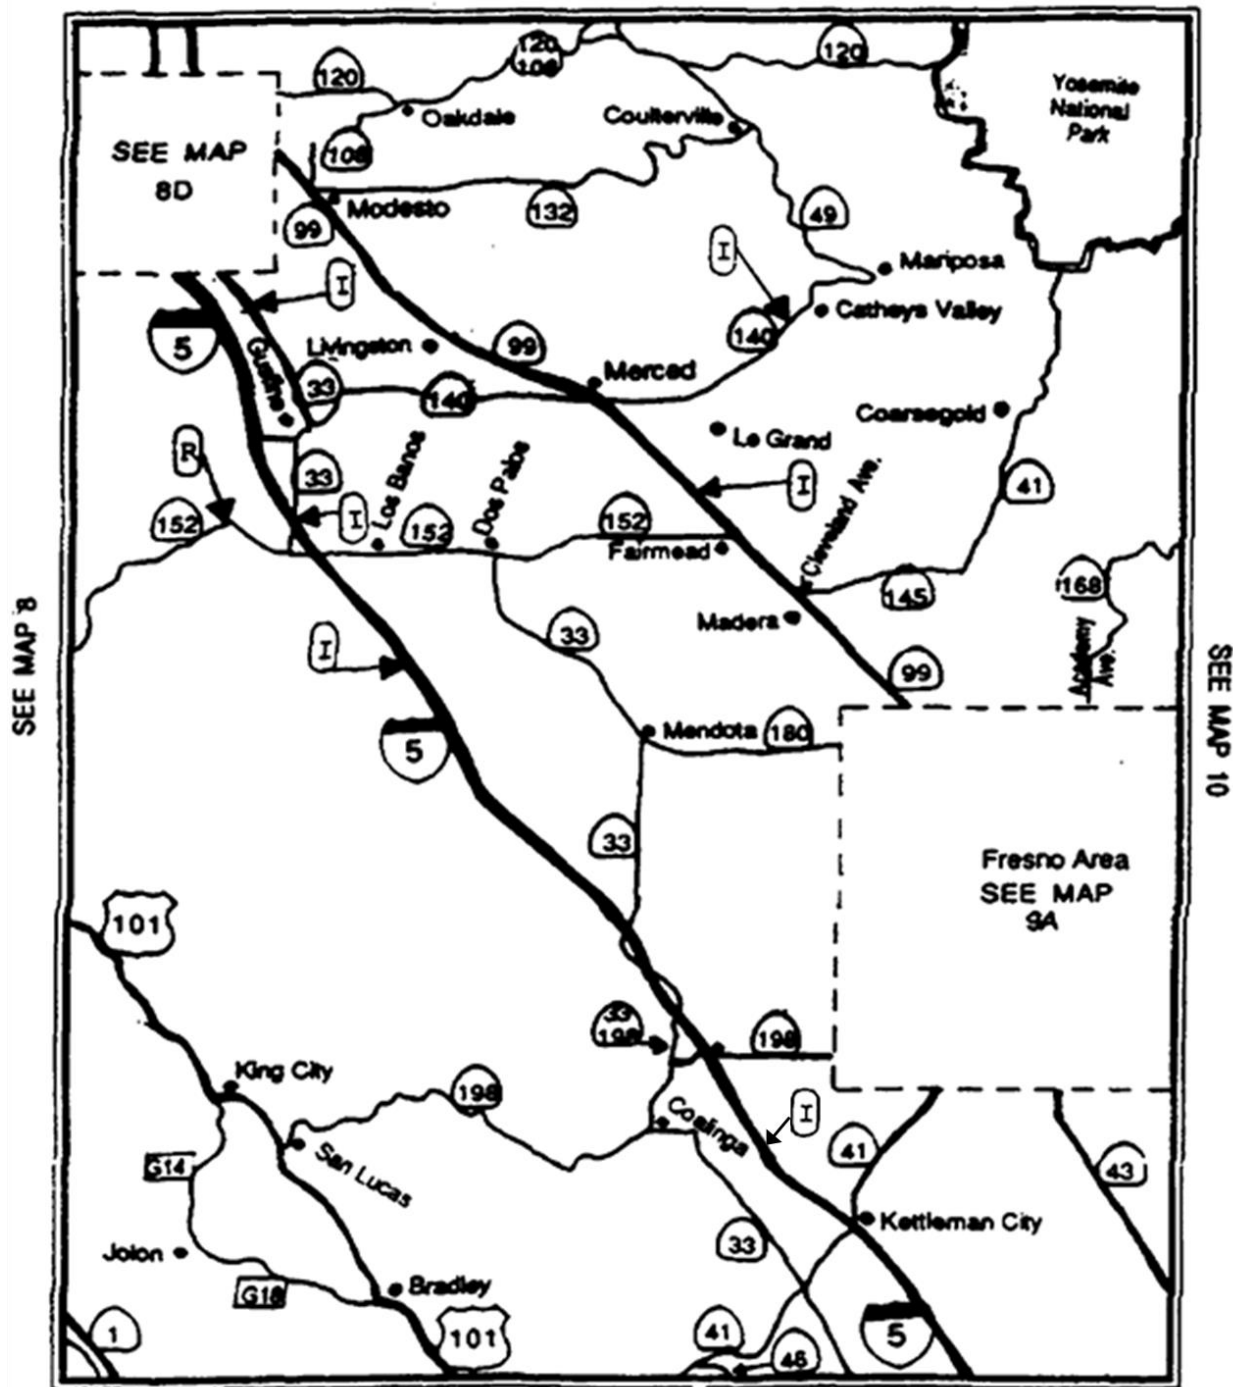 120
120
108
120
Yosemite
National
Park
Oakdale
Coulterville
SEE MAP
8D
108
Modesto
132
99
49
I
Mariposa
I
Catheys Valley
5
Gustine
Livingston
99
140
33
140
Merced
Coarsegold
Le Grand
R
33
Los Banos
Dos Palos
I
Cleveland Ave.
41
152
I
152
152
Fairmead
145
168
SEE MAP 8
Madera
33
Academy
Ave.
I
99
SEE MAP 10
5
Mendota
180
33
Fresno Area
SEE MAP
9A
101
33
198
198
King City
198
Coalinga
I
G14
San Lucas
41
43
Jolon
33
Kettleman City
G18
Bradley
1
101
41
46
5